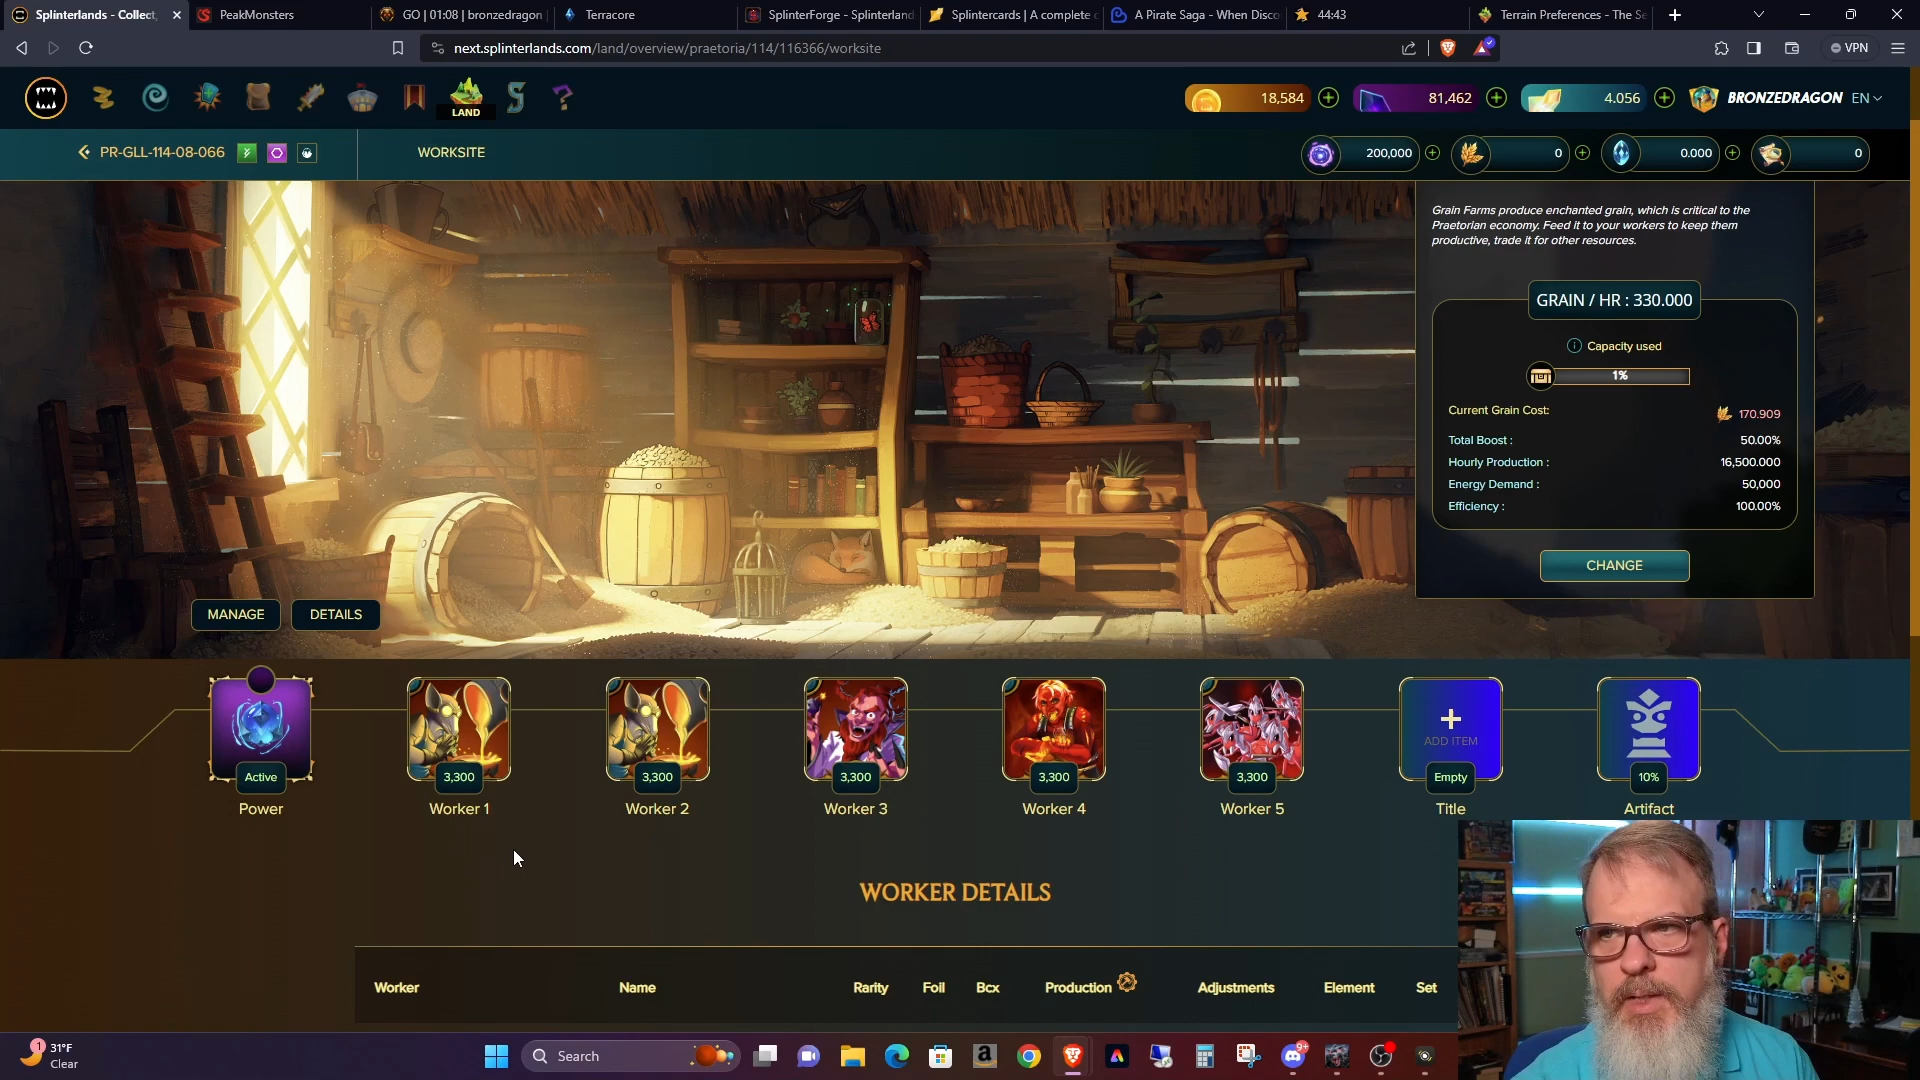 Splinterlands - Collect,
PeakMonsters
GO | 01:08 | bronzedragon
Terracore
SplinterForge - Splinterland
Splintercards | A complete c
A Pirate Saga - When Disco
44:43
Terrain Preferences - The Se
next.splinterlands.com/land/overview/praetoria/114/116366/worksite
VPN
LAND
18,584
81,462
4.056
BRONZEDRAGON
EN
PR-GLL-114-08-066
WORKSITE
200,000
0
0.000
0
Grain Farms produce enchanted grain, which is critical to the
Praetorian economy. Feed it to your workers to keep them
productive, trade it for other resources.
GRAIN / HR : 330.000
Capacity used
1%
Current Grain Cost:
170.909
Total Boost :
50.00%
Hourly Production :
16,500.000
Energy Demand :
50,000
Efficiency :
100.00%
CHANGE
MANAGE
DETAILS
ADD ITEM
Active
3,300
3,300
3,300
3,300
3,300
Empty
10%
Power
Worker 1
Worker 2
Worker 3
Worker 4
Worker 5
Title
Artifact
WORKER DETAILS
Worker
Name
Rarity
Foil
Bcx
Production
Adjustments
Element
Set
1
31°F
Clear
Search
9+